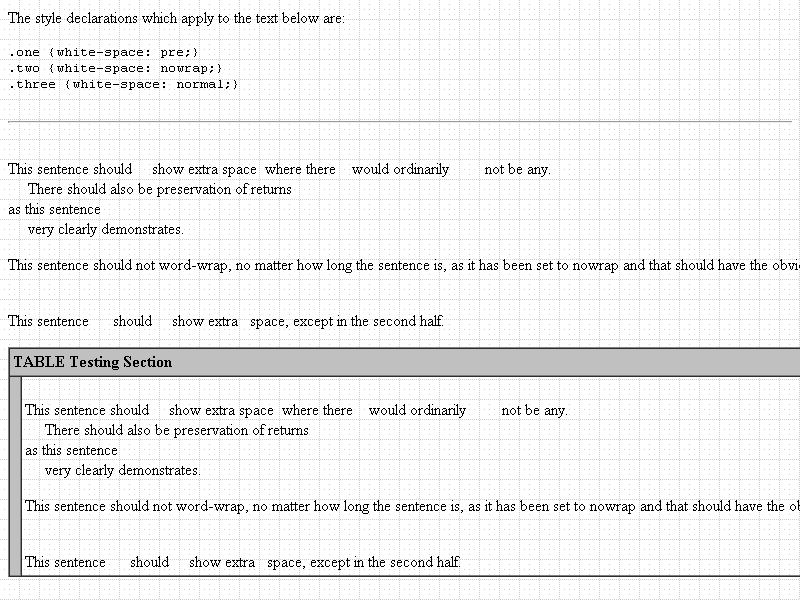 The style declarations which apply to the text below are:
.one {white-space: pre;}
.two {white-space: nowrap;}
.three {white-space: normal;}
This sentence should     show extra space  where there    would ordinarily         not be any.
     There should also be preservation of returns
as this sentence
     very clearly demonstrates.
This sentence should not word-wrap, no matter how long the sentence is, as it has been set to nowrap and that should have the
This sentence      should     show extra   space, except in the second half.
TABLE Testing Section
This sentence should     show extra space  where there    would ordinarily         not be any.
     There should also be preservation of returns
as this sentence
     very clearly demonstrates.
This sentence should not word-wrap, no matter how long the sentence is, as it has been set to nowrap and that should have the
This sentence      should     show extra   space, except in the second half.